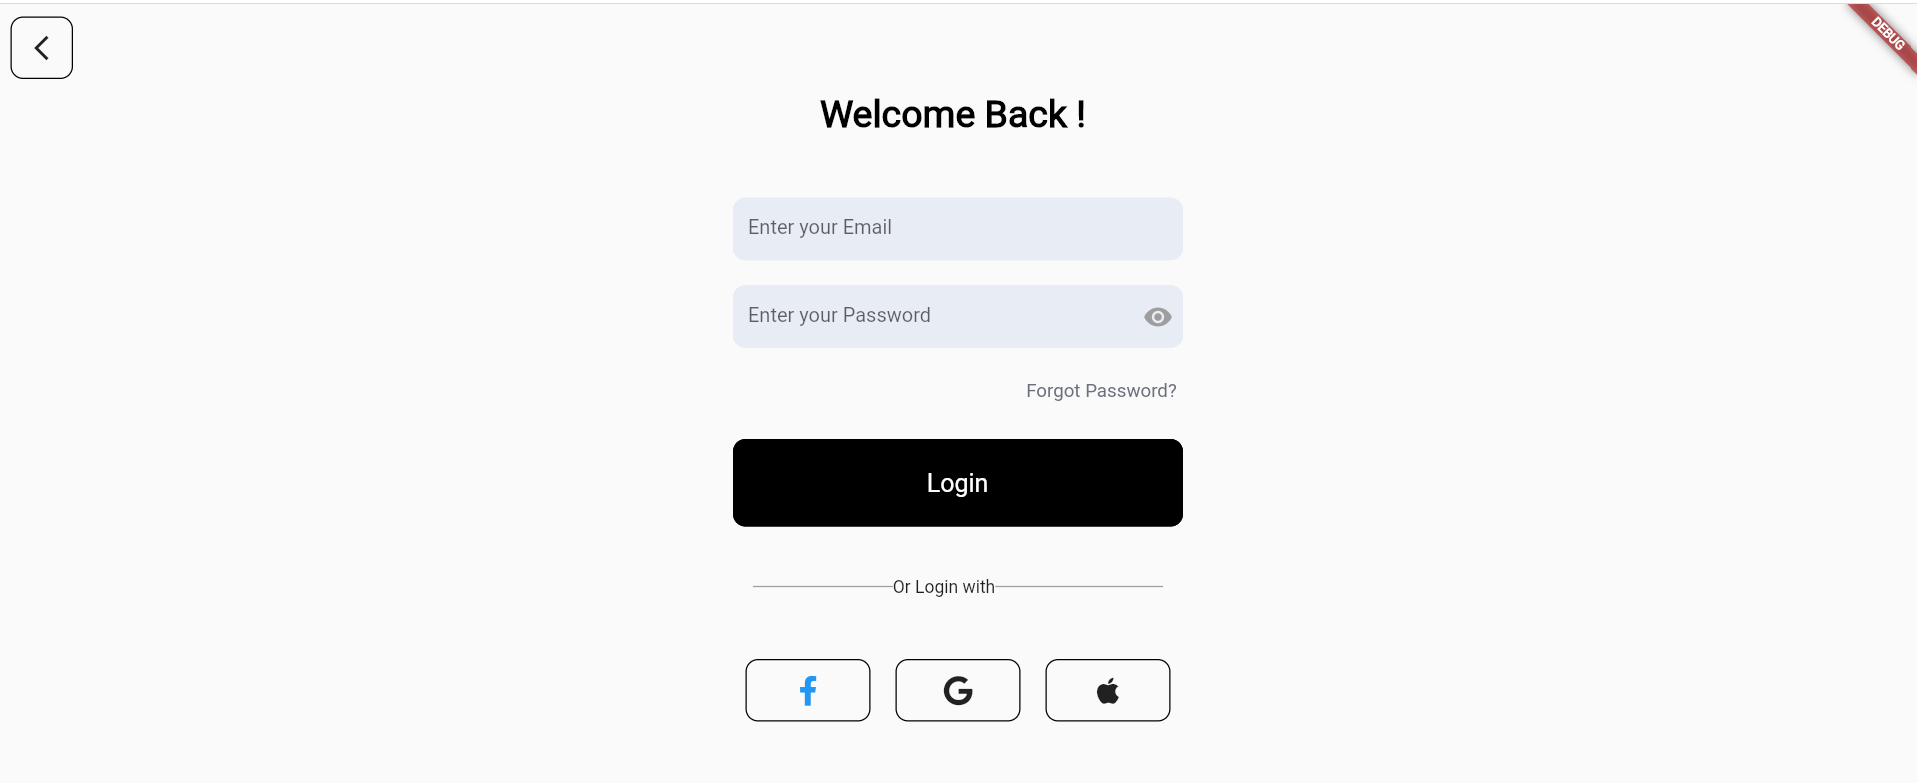 DEBUG
Welcome Back !
Enter your Email
Enter your Password
Forgot Password?
Login
Or Login with